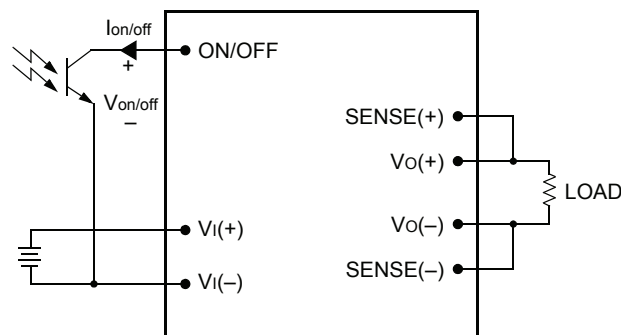 Ion/off
ON/OFF
+
Von/off
–
SENSE(+)
VO(+)
LOAD
VO(–)
SENSE(–)
VI(+)
VI(–)